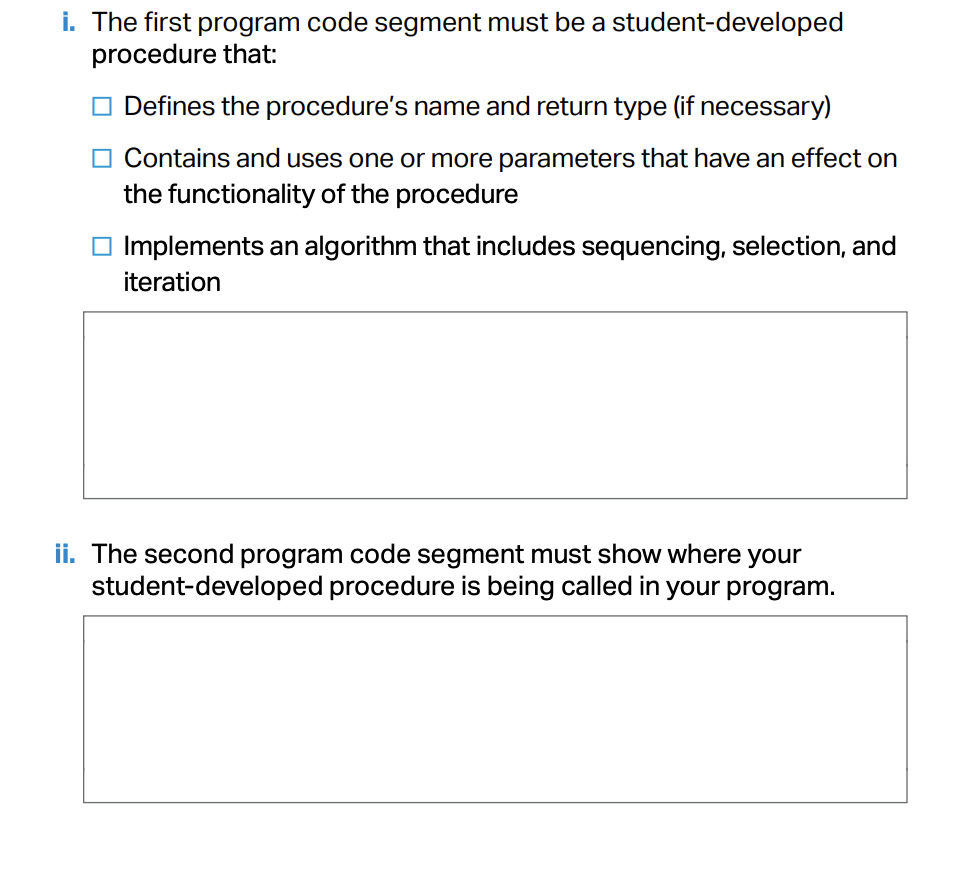 i. The first program code segment must be a student-developed
procedure that:
Defines the procedure's name and return type (if necessary)
Contains and uses one or more parameters that have an effect on
the functionality of the procedure
Implements an algorithm that includes sequencing, selection, and
iteration
ii. The second program code segment must show where your
student-developed procedure is being called in your program.